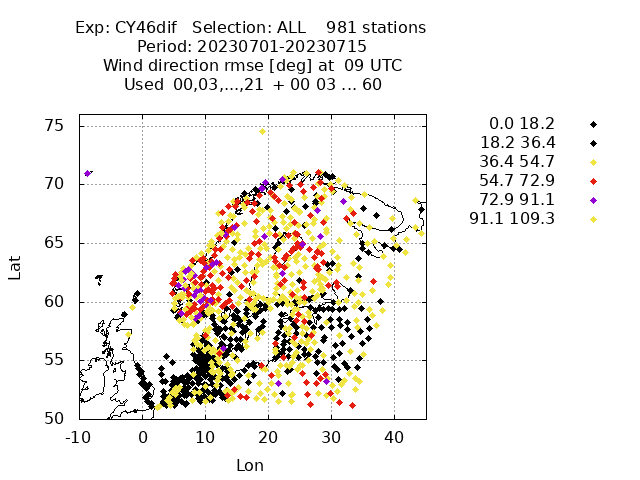 Exp: CY46dif   Selection: ALL    981 stations
Period: 20230701-20230715
Wind direction rmse [deg] at  09 UTC
Used  00,03,...,21  + 00 03 ... 60
0.0 18.2
18.2 36.4
36.4 54.7
54.7 72.9
72.9 91.1
91.1 109.3
75
70
65
60
55
50
Lat
-10 0 10 20 30 40
Lon